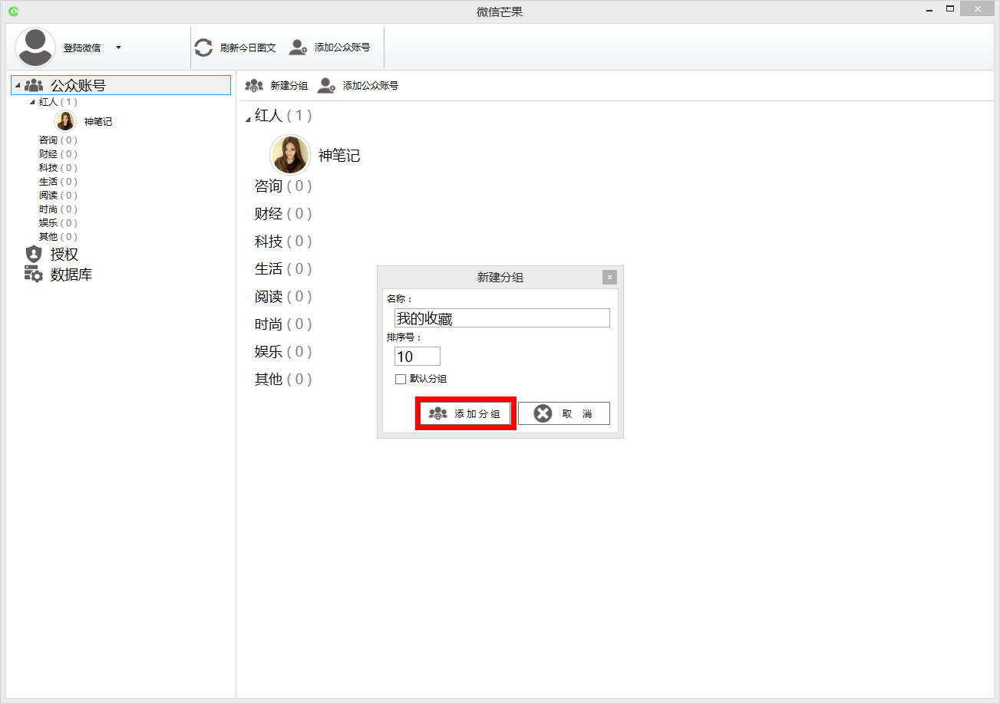 微信芒果
登陆微信
刷新今日图文
添加公众账号
公众账号
红人 ( 1 )
神笔记
咨询 ( 0 )
财经 ( 0 )
科技 ( 0 )
生活 ( 0 )
阅读 ( 0 )
时尚 ( 0 )
娱乐 ( 0 )
其他 ( 0 )
授权
数据库
新建分组
添加公众账号
红人 ( 1 )
神笔记
咨询 ( 0 )
财经 ( 0 )
科技 ( 0 )
生活 ( 0 )
阅读 ( 0 )
时尚 ( 0 )
娱乐 ( 0 )
其他 ( 0 )
新建分组
名称：
我的收藏
排序号：
10
默认分组
添加分组
取 消